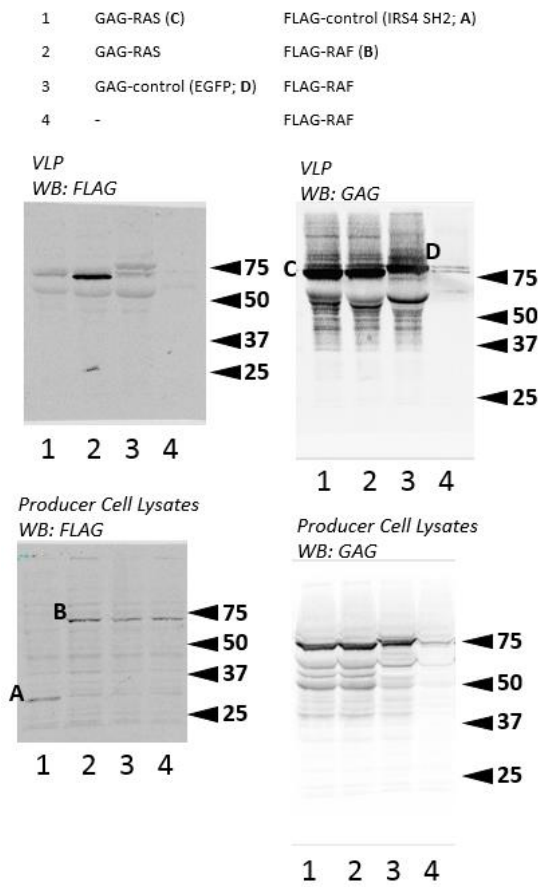 1 GAG-RAS (C) FLAG-control (IRS4 SH2; A)
2 GAG-RAS FLAG-RAF (B)
3 GAG-control (EGFP; D) FLAG-RAF
4 - FLAG-RAF
VLP
WB: FLAG
75
50
37
25
1 2 3 4
VLP
WB: GAG
C
D
75
50
37
25
1 2 3 4
Producer Cell Lysates
WB: FLAG
B
A
75
50
37
25
1 2 3 4
Producer Cell Lysates
WB: GAG
75
50
37
25
1 2 3 4